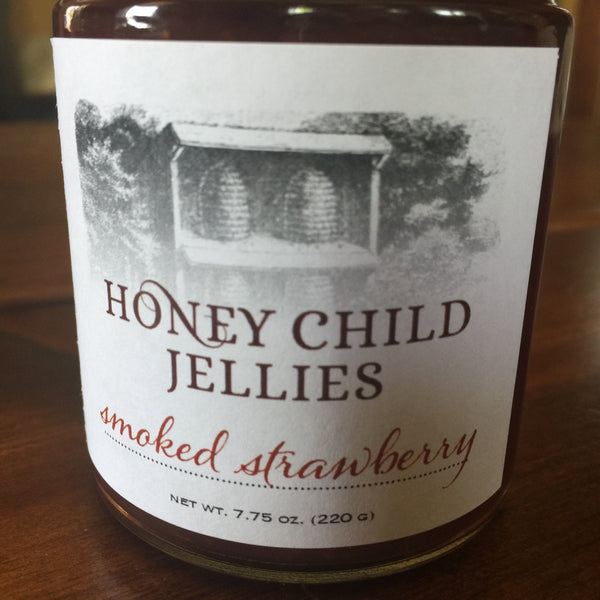 HONEY CHILD
JELLIES
smoked strawberry
NET WT. 7.75 OZ. (220 G)